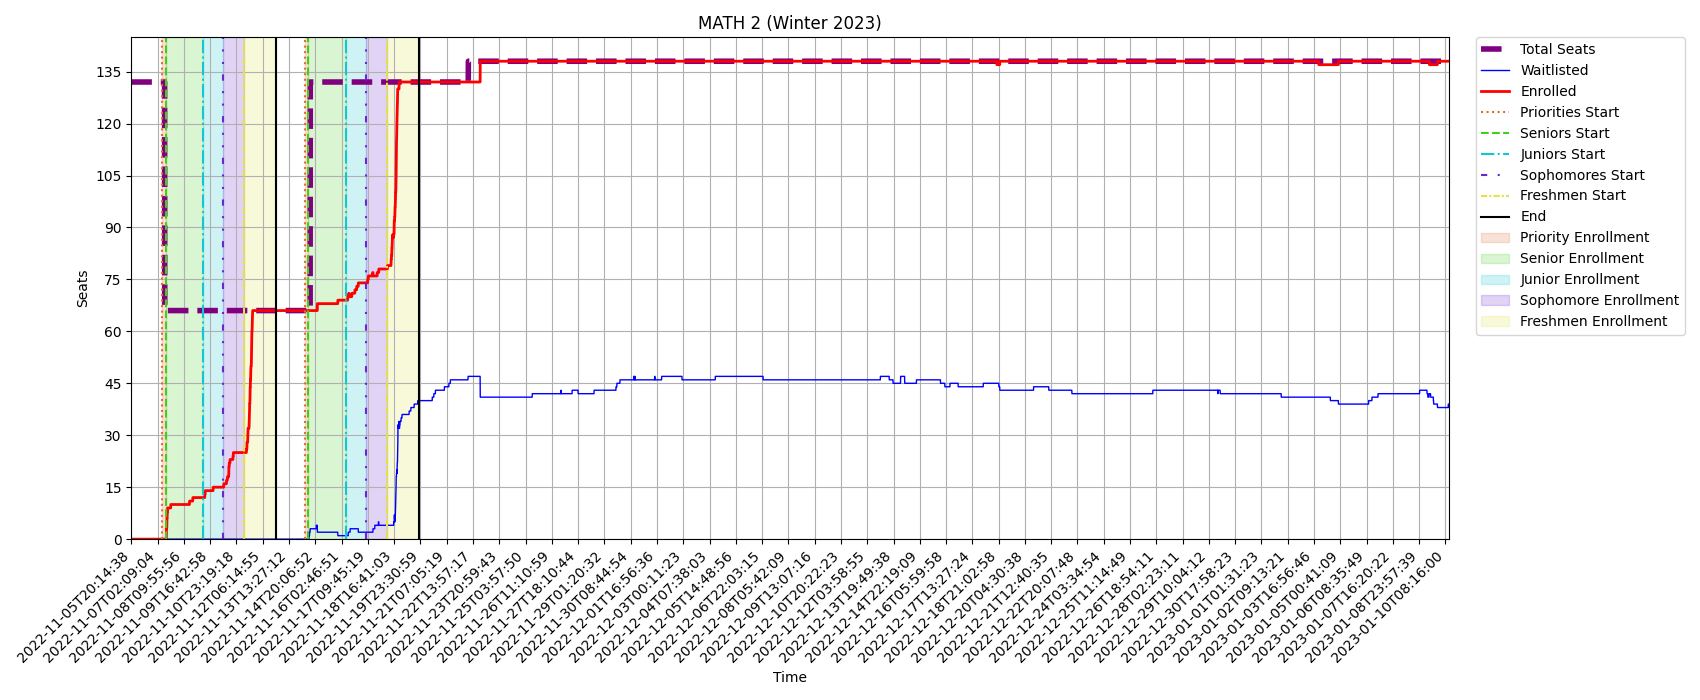 MATH 2 (Winter 2023)
Seats
135
120
105
90
75
60
45
30
15
0
2022-11-05T20:14:38
2022-11-07T02:09:04
2022-11-08T09:55:56
2022-11-09T16:42:58
2022-11-10T23:19:18
2022-11-12T06:14:55
2022-11-13T13:27:12
2022-11-14T20:06:52
2022-11-16T02:46:51
2022-11-17T09:45:19
2022-11-18T16:41:03
2022-11-19T23:30:59
2022-11-21T07:05:19
2022-11-22T13:57:17
2022-11-23T20:59:43
2022-11-25T03:57:50
2022-11-26T11:10:59
2022-11-27T18:10:44
2022-11-29T01:20:32
2022-11-30T08:44:54
2022-12-01T16:56:36
2022-12-03T00:11:23
2022-12-04T07:38:03
2022-12-05T14:48:56
2022-12-06T22:03:15
2022-12-08T05:42:09
2022-12-09T13:07:16
2022-12-10T20:22:23
2022-12-12T03:58:55
2022-12-13T19:49:38
2022-12-14T22:19:09
2022-12-16T05:59:58
2022-12-17T13:27:24
2022-12-18T21:02:58
2022-12-20T04:30:38
2022-12-21T12:40:35
2022-12-22T20:07:48
2022-12-24T03:34:54
2022-12-25T11:14:49
2022-12-26T18:54:11
2022-12-28T02:23:11
2022-12-29T10:04:12
2022-12-30T17:58:23
2023-01-01T01:31:23
2023-01-02T09:13:21
2023-01-03T16:56:46
2023-01-05T00:41:09
2023-01-06T08:35:49
2023-01-07T16:20:22
2023-01-08T23:57:39
2023-01-10T08:16:00
Time
Total Seats
Waitlisted
Enrolled
Priorities Start
Seniors Start
Juniors Start
Sophomores Start
Freshmen Start
End
Priority Enrollment
Senior Enrollment
Junior Enrollment
Sophomore Enrollment
Freshmen Enrollment